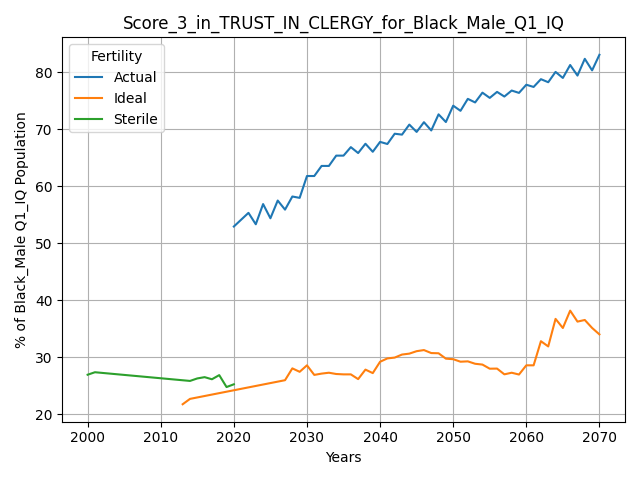 Score_3_in_TRUST_IN_CLERGY_for_Black_Male_Q1_IQ
Fertility
Actual
Ideal
Sterile
% of Black_Male Q1_IQ Population
80
70
60
50
40
30
20
2000 2010 2020 2030 2040 2050 2060 2070
Years